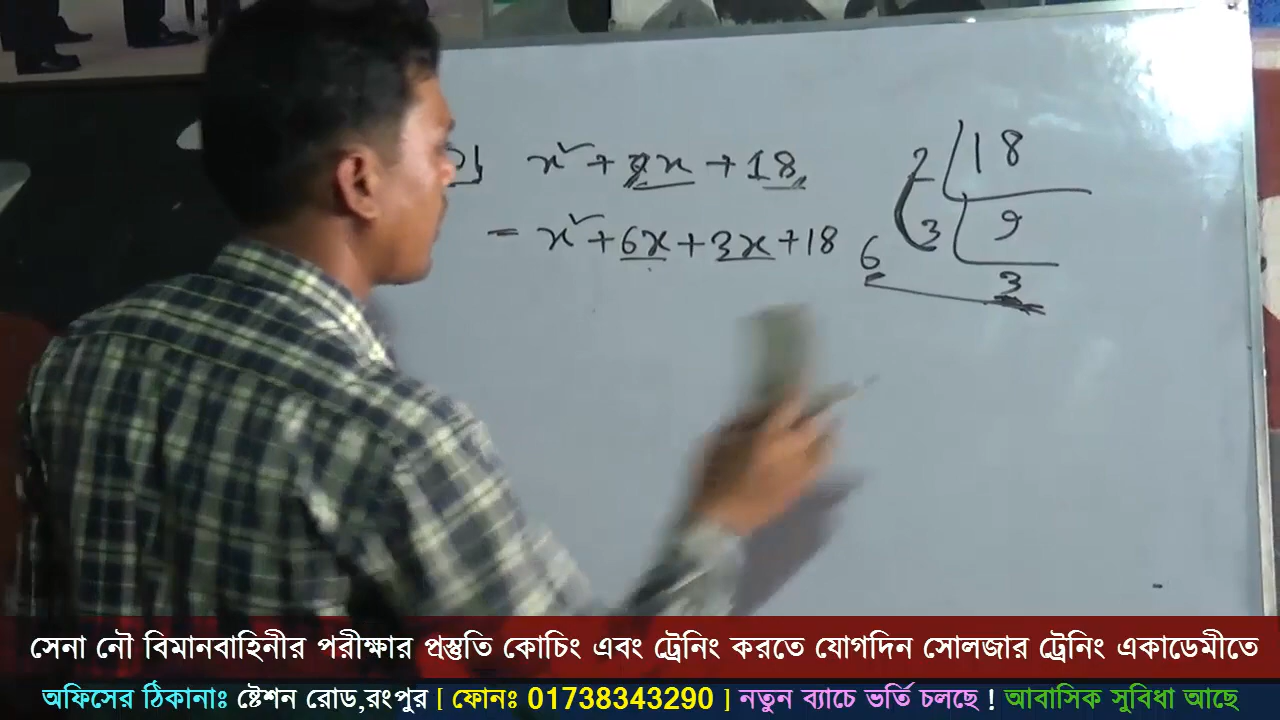 x² + 9x + 18
= x² + 6x + 3x + 18
2 18
3 9
6 3
সেনা নৌ বিমানবাহিনীর পরীক্ষার প্রস্তুতি কোচিং এবং ট্রেনিং করতে যোগদিন সোলজার ট্রেনিং একাডেমীতে
অফিসের ঠিকানাঃ ষ্টেশন রোড,রংপুর [ ফোনঃ 01738343290 ] নতুন ব্যাচে ভর্তি চলছে ! আবাসিক সুবিধা আছে